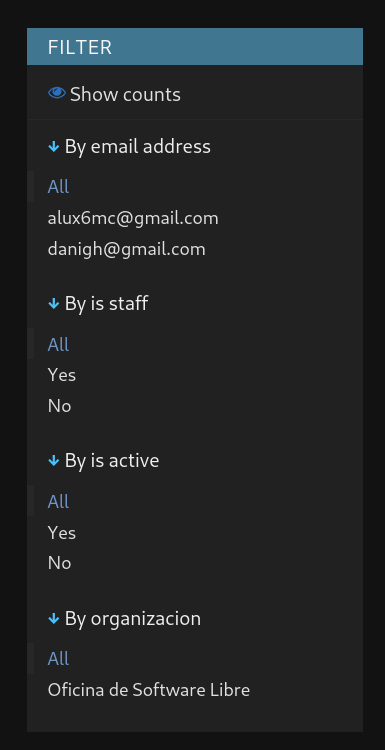 FILTER
Show counts
↓ By email address
All
alux6mc@gmail.com
danigh@gmail.com
↓ By is staff
All
Yes
No
↓ By is active
All
Yes
No
↓ By organizacion
All
Oficina de Software Libre